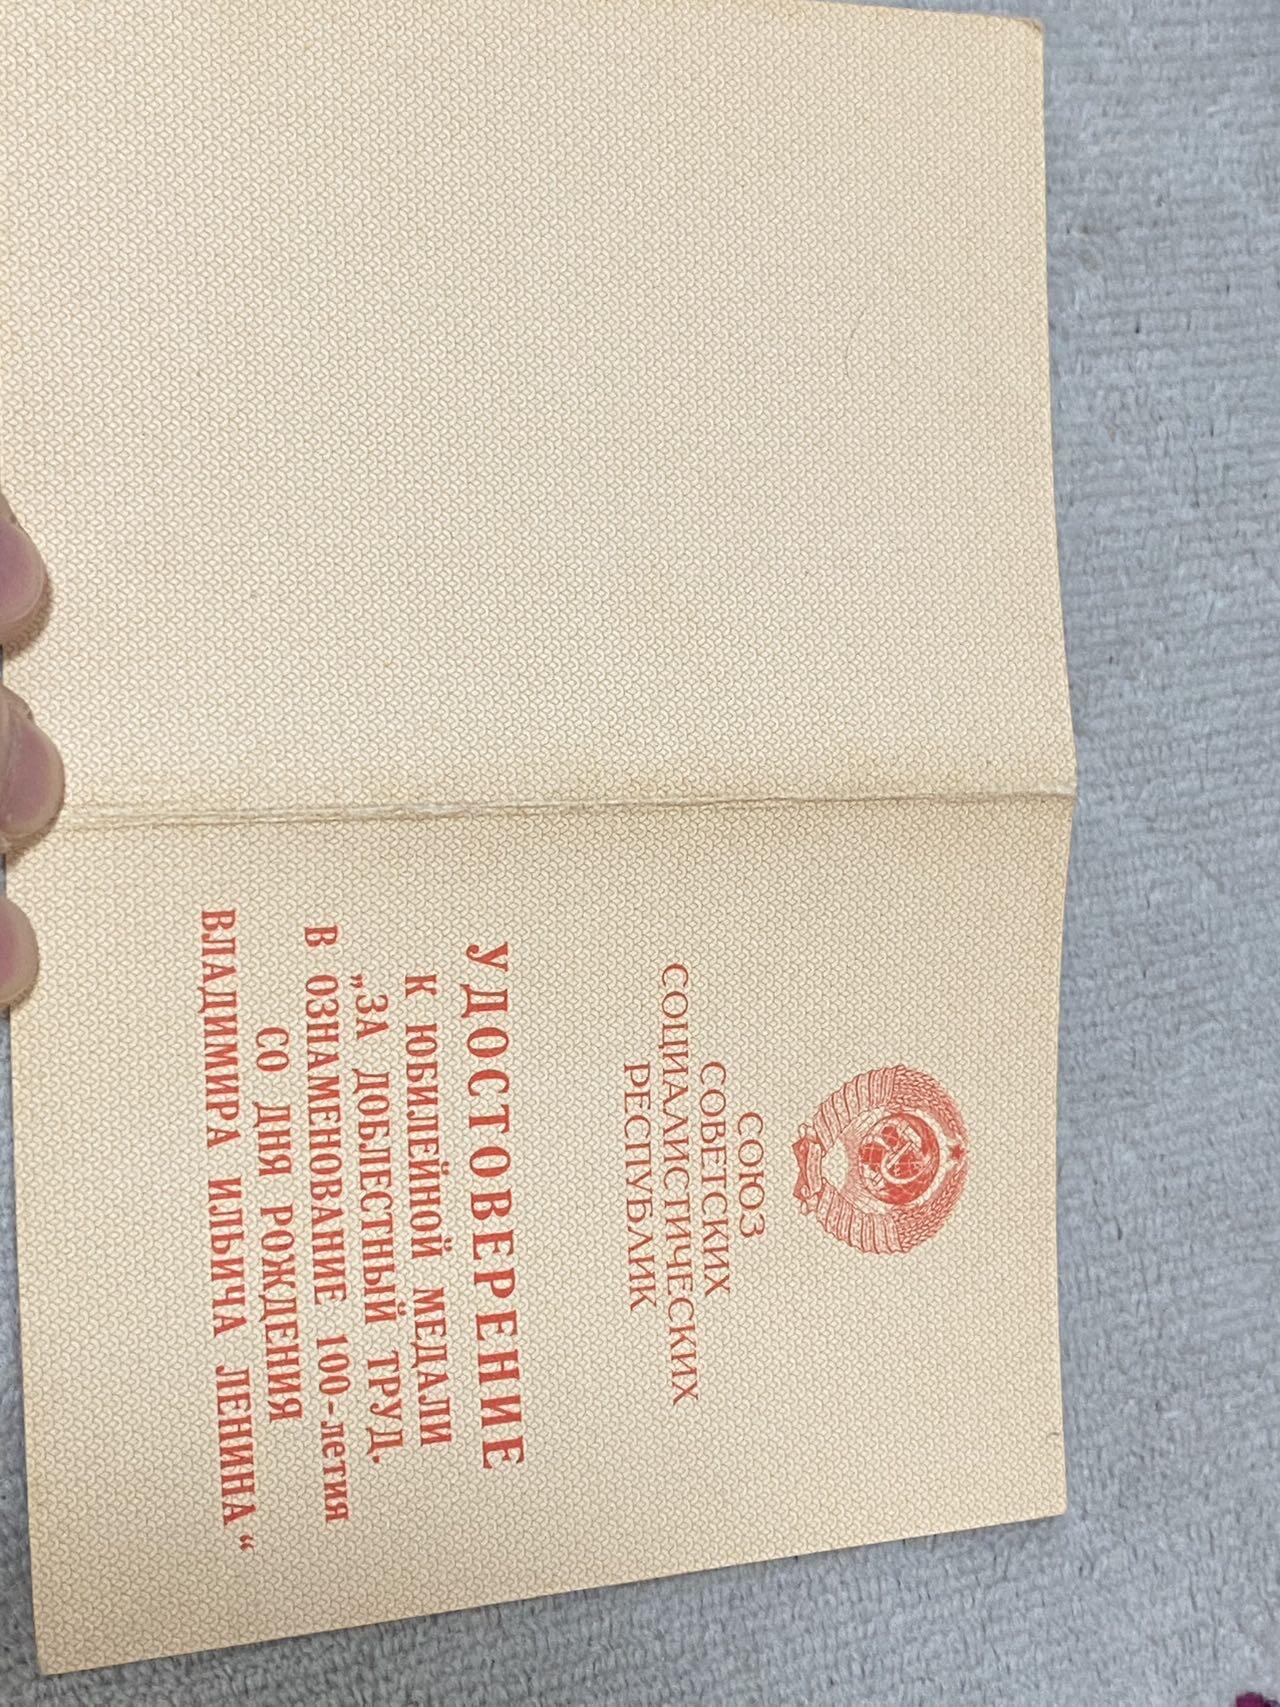 СОЮЗ
СОВЕТСКИХ
СОЦИАЛИСТИЧЕСКИХ
РЕСПУБЛИК
УДОСТОВЕРЕНИЕ
К ЮБИЛЕЙНОЙ МЕДАЛИ
„ЗА ДОБЛЕСТНЫЙ ТРУД.
В ОЗНАМЕНОВАНИЕ 100-летия
СО ДНЯ РОЖДЕНИЯ
ВЛАДИМИРА ИЛЬИЧА ЛЕНИНА“